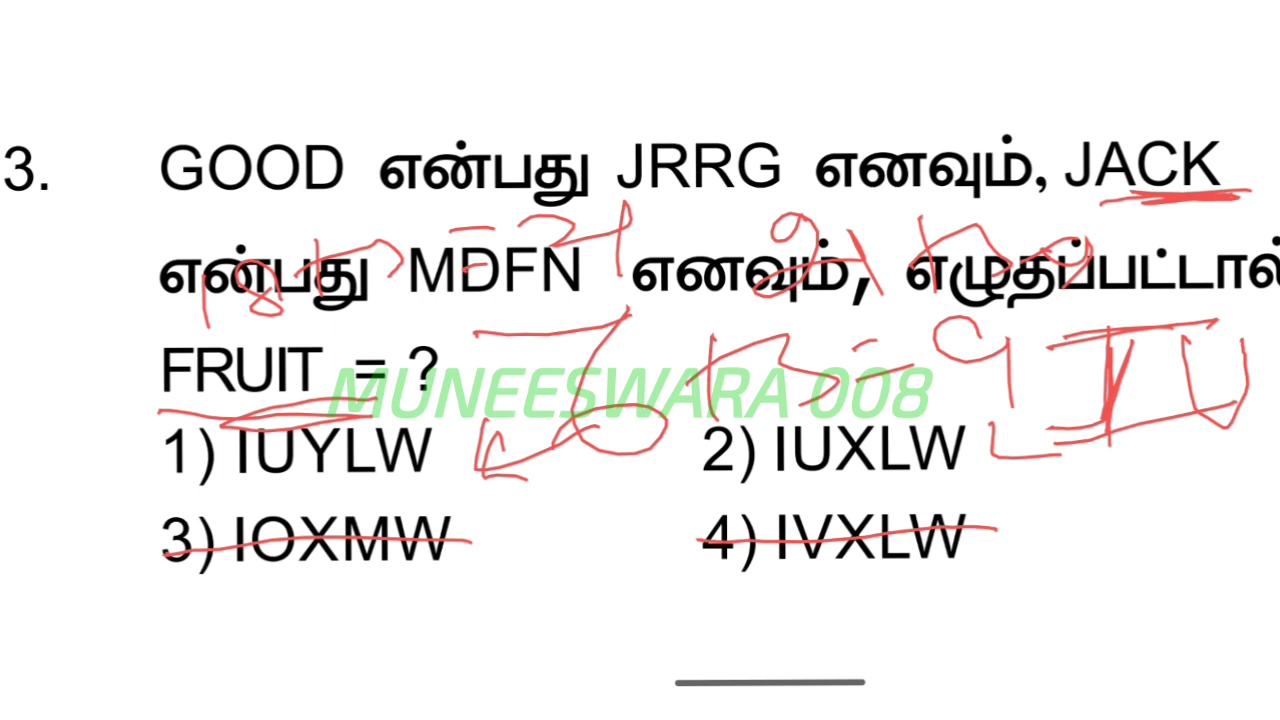 3. GOOD என்பது JRRG எனவும், JACK
என்பது MDFN எனவும், எழுதப்பட்டால்
FRUIT = ?
MUNEESWARA 008
1) IUYLW 2) IUXLW
3) IOXMW 4) IVXLW